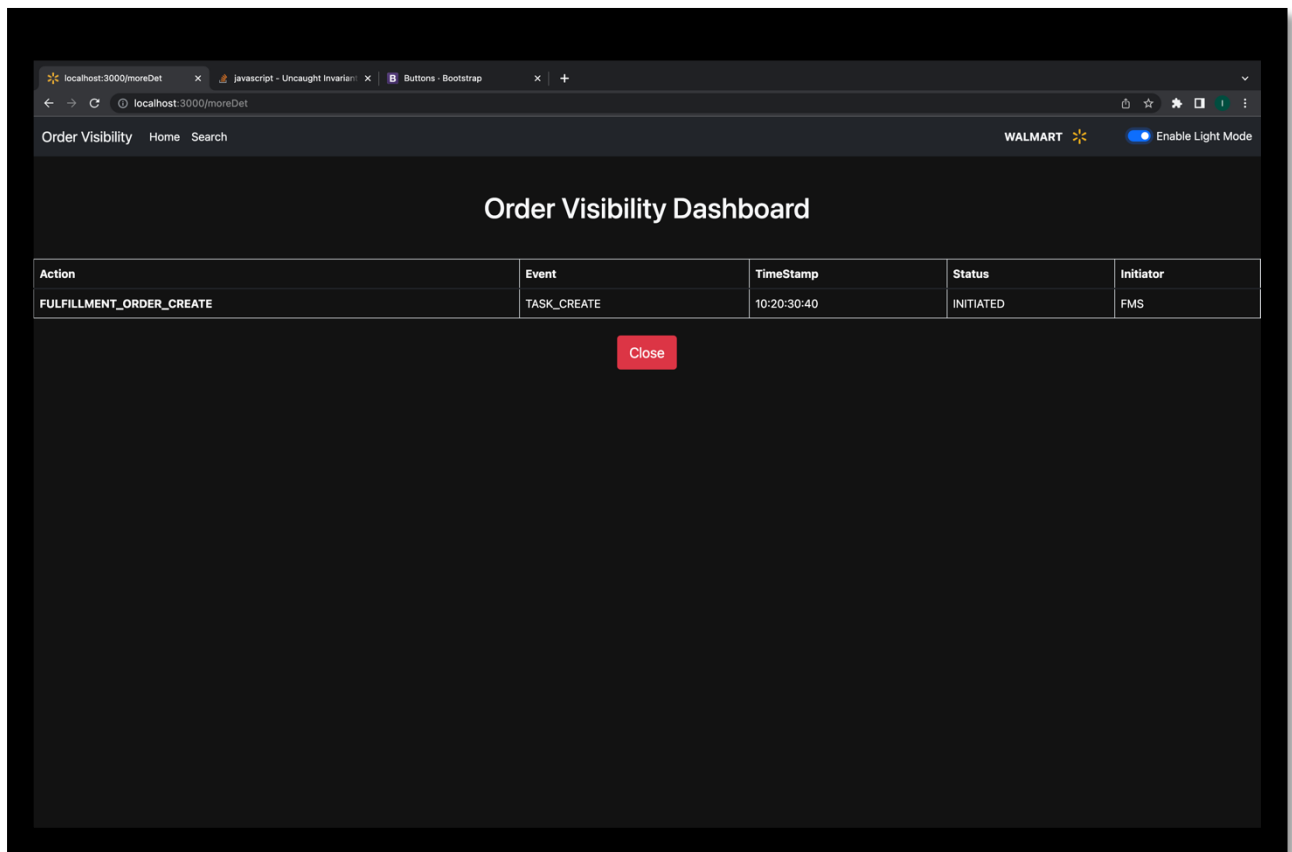 localhost:3000/moreDet javascript - Uncaught Invariant B Buttons · Bootstrap
localhost:3000/moreDet I
Order Visibility Home Search WALMART Enable Light Mode
Order Visibility Dashboard
Action Event TimeStamp Status Initiator
FULFILLMENT_ORDER_CREATE TASK_CREATE 10:20:30:40 INITIATED FMS
Close